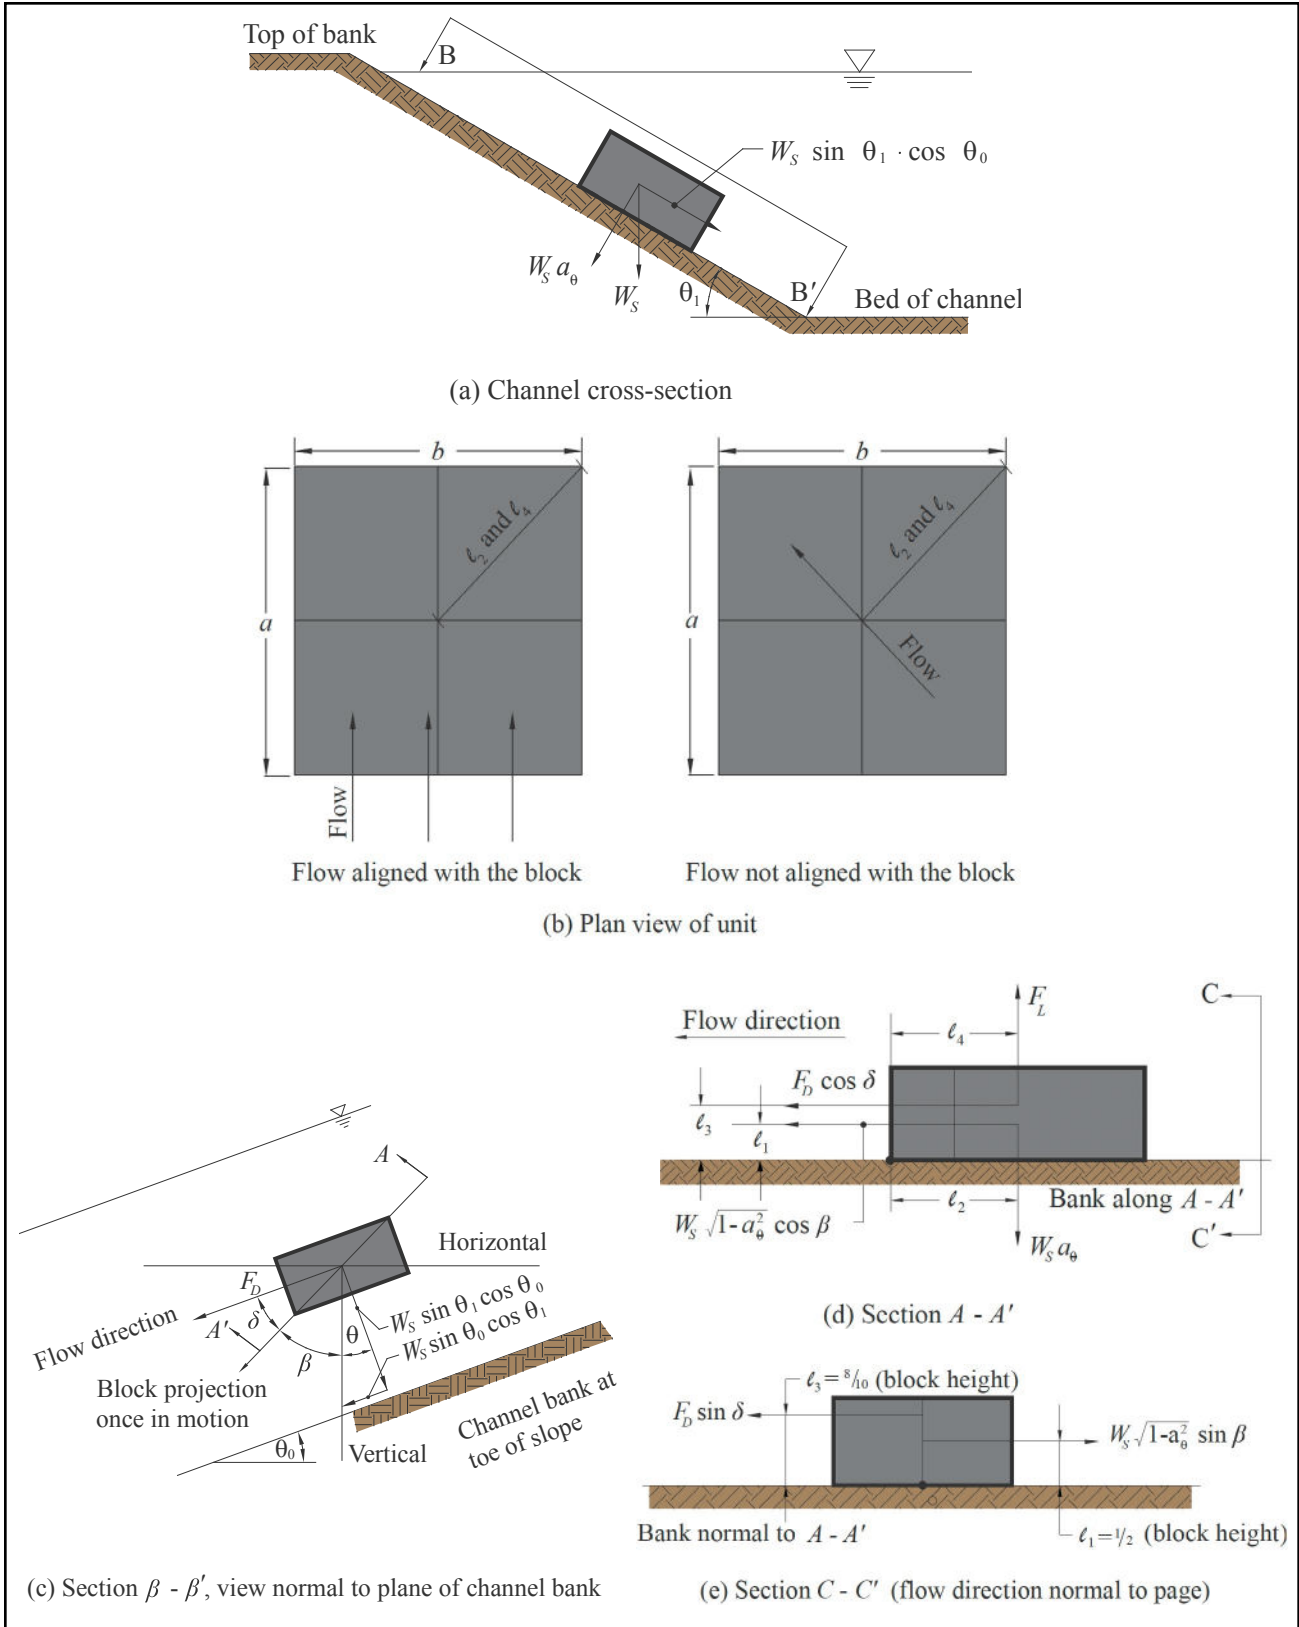 Top of bank
B
W_S sin θ_1 · cos θ_0
W_S a_θ
W_S
θ_1
B′
Bed of channel
(a) Channel cross-section
b
b
ℓ_2 and ℓ_4
ℓ_2 and ℓ_4
a
a
Flow
Flow
Flow aligned with the block
Flow not aligned with the block
(b) Plan view of unit
F_L
C
Flow direction
ℓ_4
F_D cos δ
ℓ_3
ℓ_1
ℓ_2
Bank along A - A′
W_S √1-a_θ^2 cos β
C′
W_S a_θ
(d) Section A - A′
A
Horizontal
F_D
W_S sin θ_1 cos θ_0
W_S sin θ_0 cos θ_1
Flow direction
δ
A′
θ
β
Block projection
once in motion
Channel bank at
toe of slope
θ_0
Vertical
(c) Section β - β′, view normal to plane of channel bank
ℓ_3 = 8/10 (block height)
F_D sin δ
W_S √1-a_θ^2 sin β
O
Bank normal to A - A′
ℓ_1 = 1/2 (block height)
(e) Section C - C′ (flow direction normal to page)